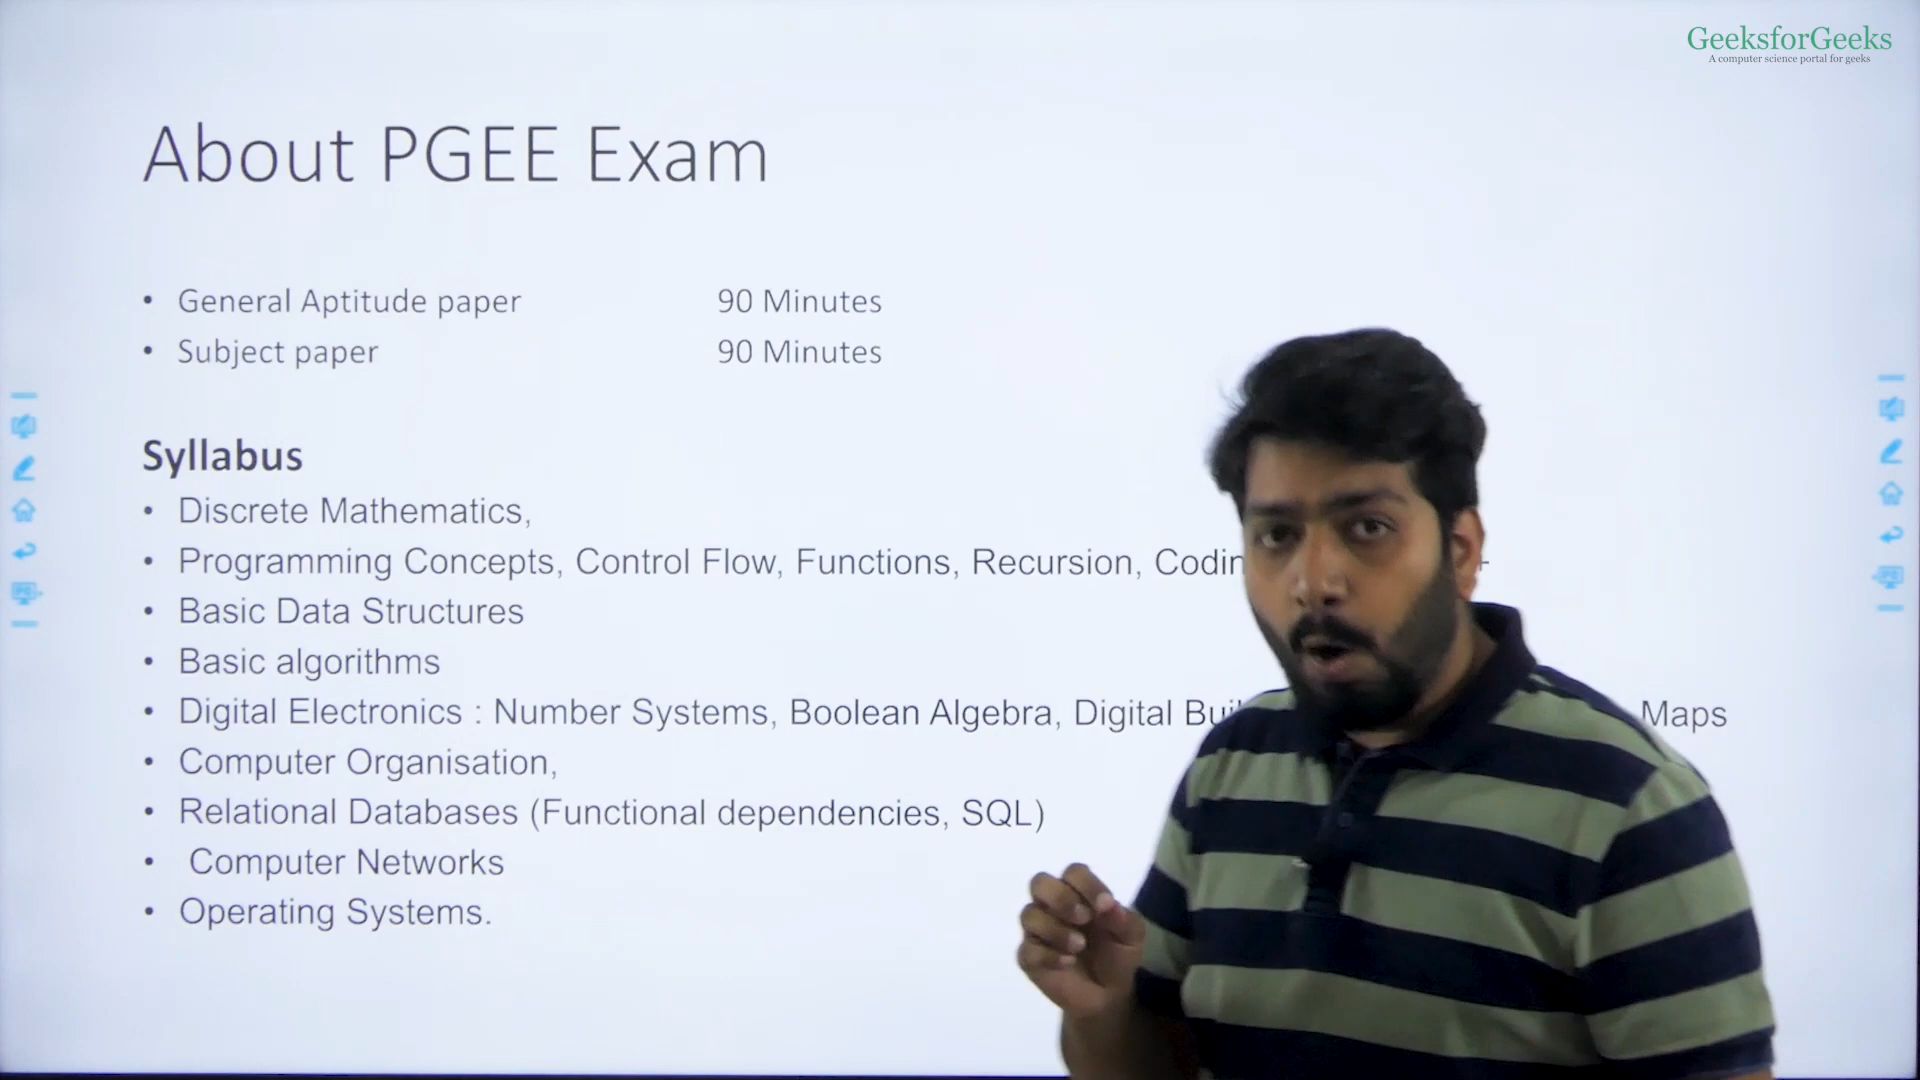 GeeksforGeeks
A computer science portal for geeks
About PGEE Exam
• General Aptitude paper 90 Minutes
• Subject paper 90 Minutes
Syllabus
• Discrete Mathematics,
• Programming Concepts, Control Flow, Functions, Recursion,
• Basic Data Structures
• Basic algorithms
• Digital Electronics : Number Systems, Boolean Algebra, Digital Maps
• Computer Organisation,
• Relational Databases (Functional dependencies, SQL)
• Computer Networks
• Operating Systems.